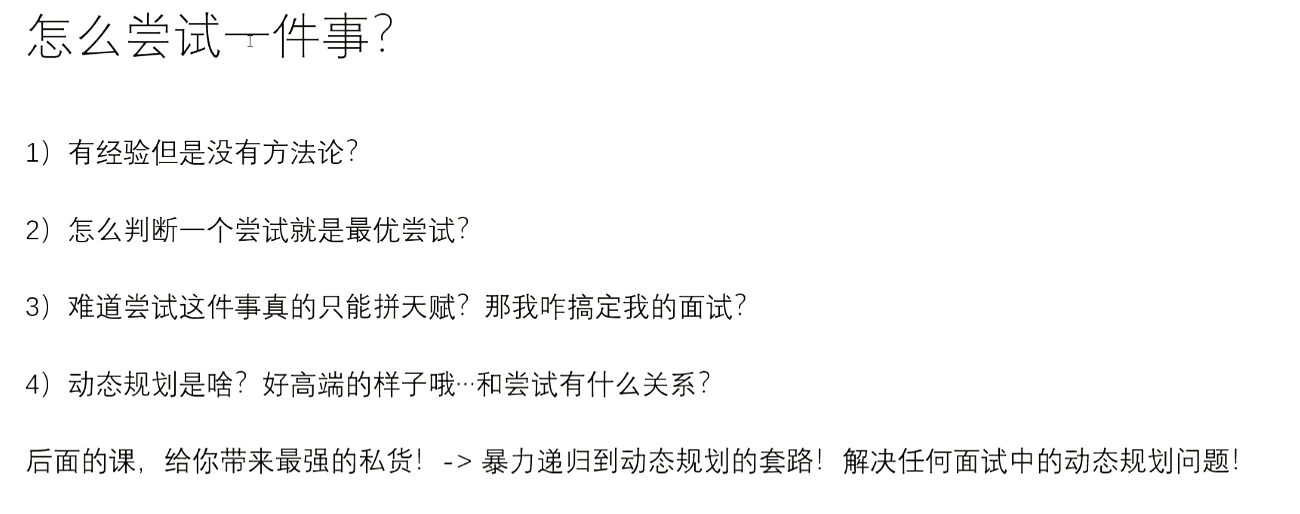 怎么尝试一件事？
1）有经验但是没有方法论？
2）怎么判断一个尝试就是最优尝试？
3）难道尝试这件事真的只能拼天赋？那我咋搞定我的面试？
4）动态规划是啥？好高端的样子哦…和尝试有什么关系？
后面的课，给你带来最强的私货！-> 暴力递归到动态规划的套路！解决任何面试中的动态规划问题！